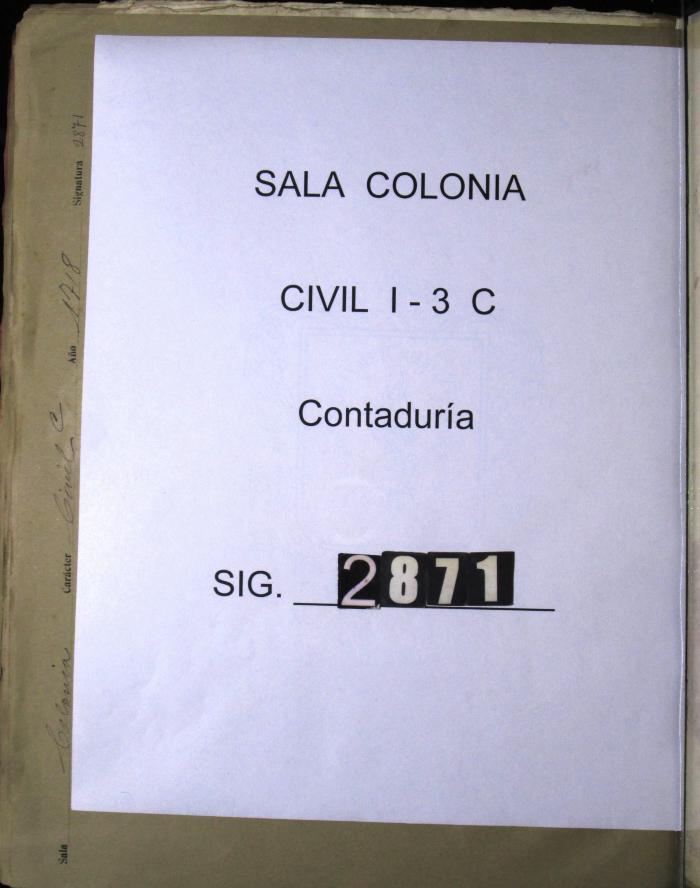 SALA COLONIA
CIVIL I - 3 C
Contaduría
SIG. 2871
Sala Colonia Carácter Civil C Año 1718 Signatura 2871